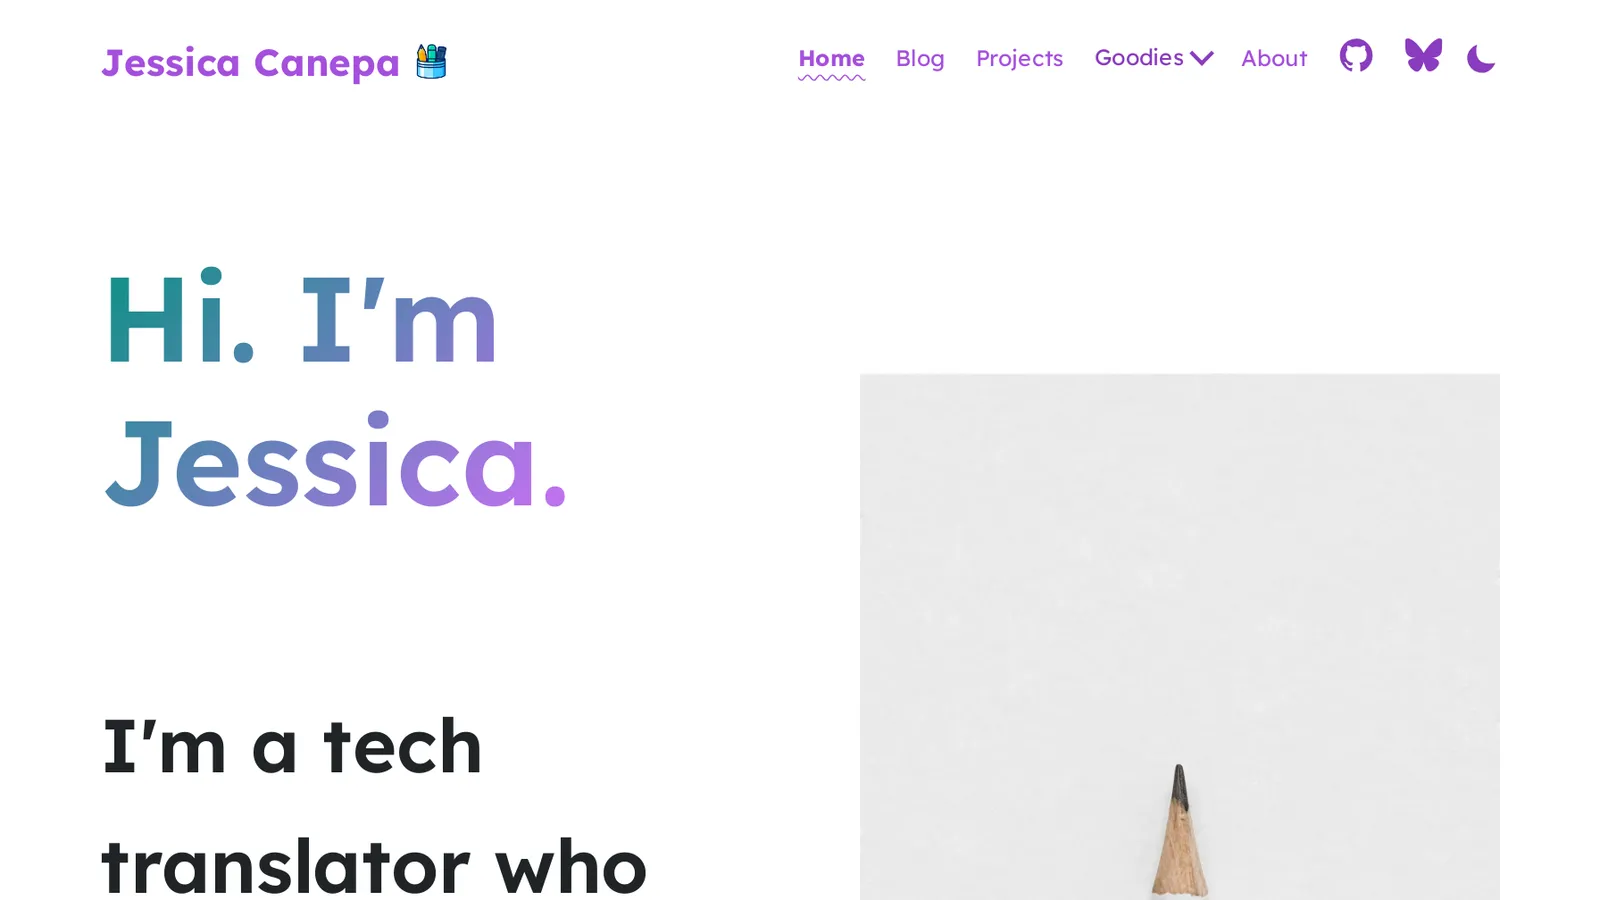 Jessica Canepa
Home Blog Projects Goodies About
Hi. I'm
Jessica.
I'm a tech
translator who